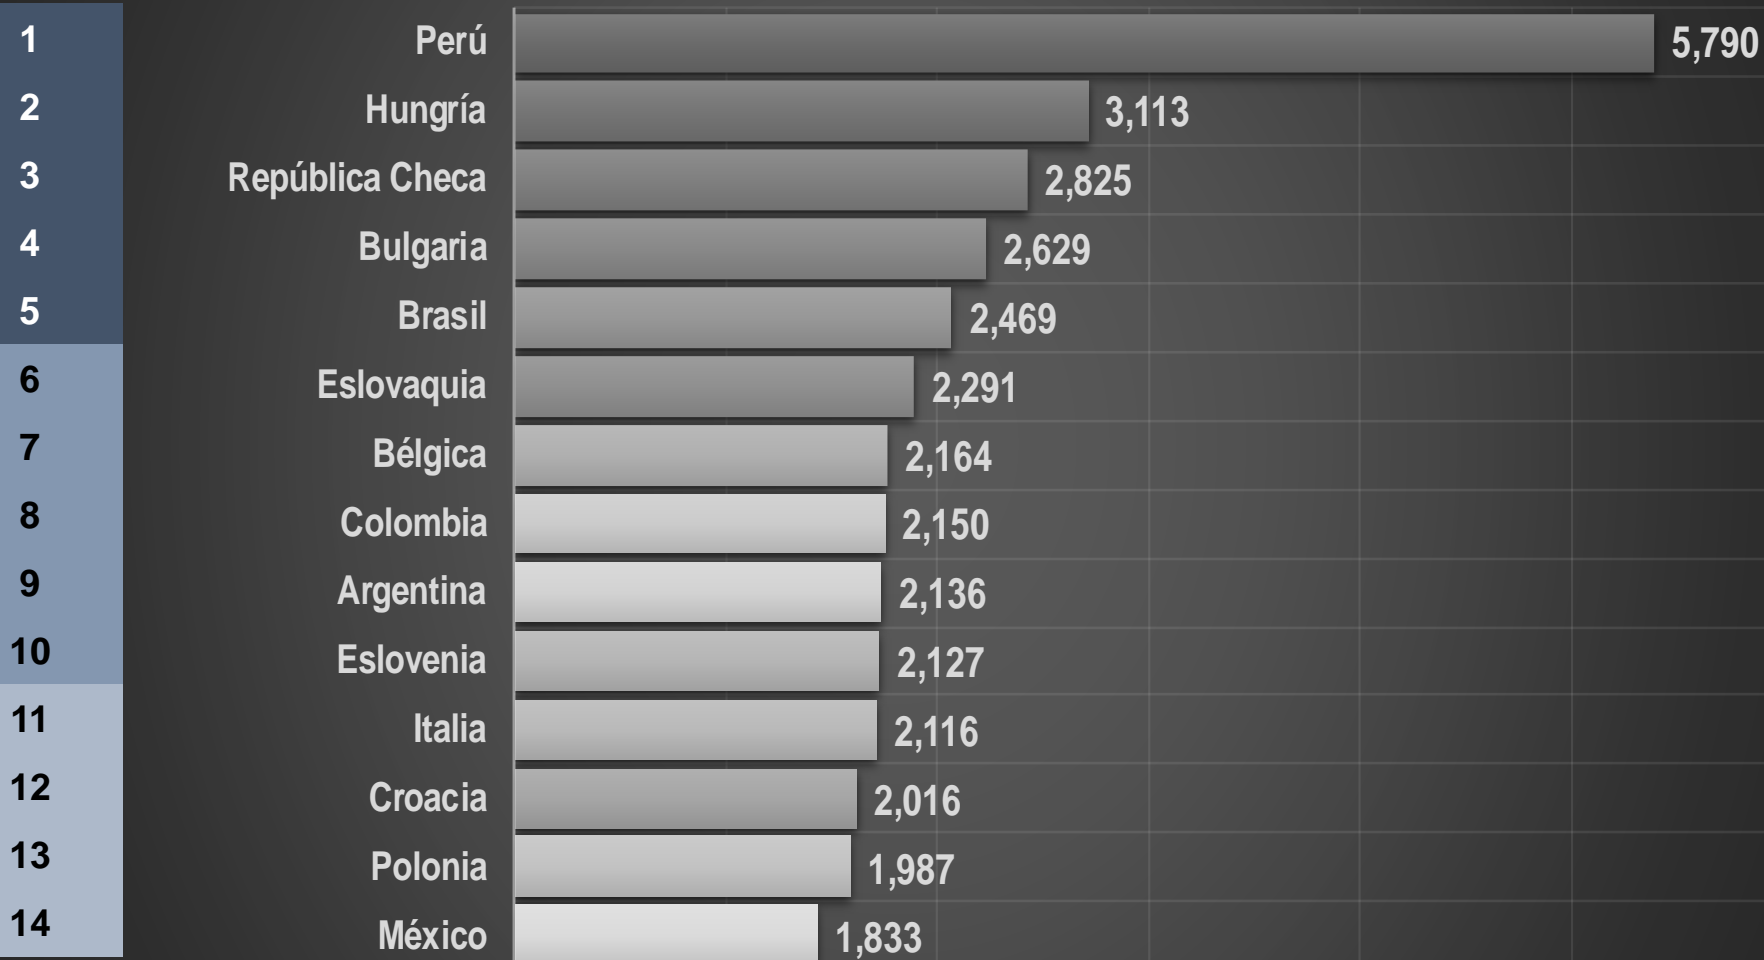 1 Perú 5,790
2 Hungría 3,113
3 República Checa 2,825
4 Bulgaria 2,629
5 Brasil 2,469
6 Eslovaquia 2,291
7 Bélgica 2,164
8 Colombia 2,150
9 Argentina 2,136
10 Eslovenia 2,127
11 Italia 2,116
12 Croacia 2,016
13 Polonia 1,987
14 México 1,833